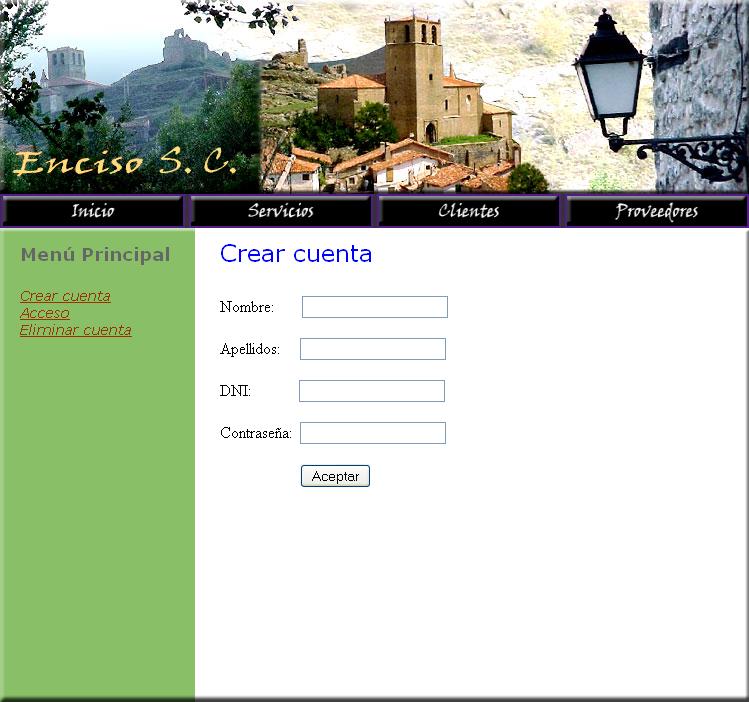 Enciso S. C.
Inicio Servicios Clientes Proveedores
Menú Principal
Crear cuenta
Acceso
Eliminar cuenta
Crear cuenta
Nombre:
Apellidos:
DNI:
Contraseña:
Aceptar